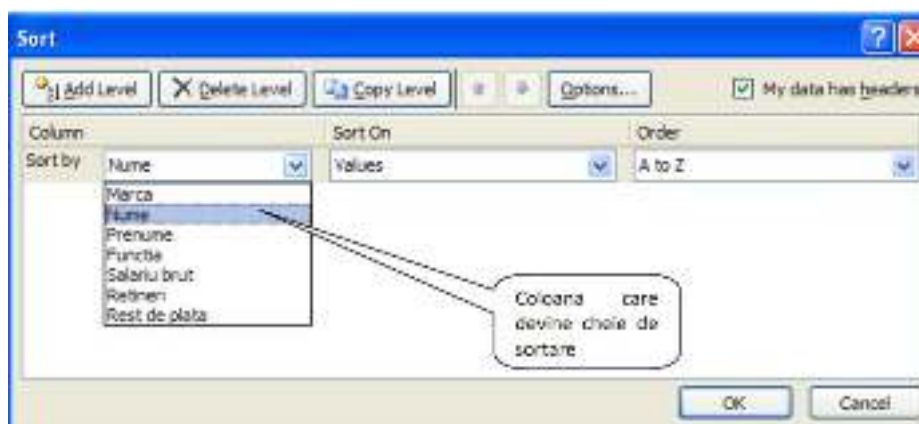 Sort
Add Level Delete Level Copy Level Options... My data has headers
Column Sort On Order
Sort by Nume Values A to Z
Marca
Nume
Prenume
Functia
Salariu brut
Retineri
Rest de plata
Coloana care
devine cheie de
sortare
OK Cancel